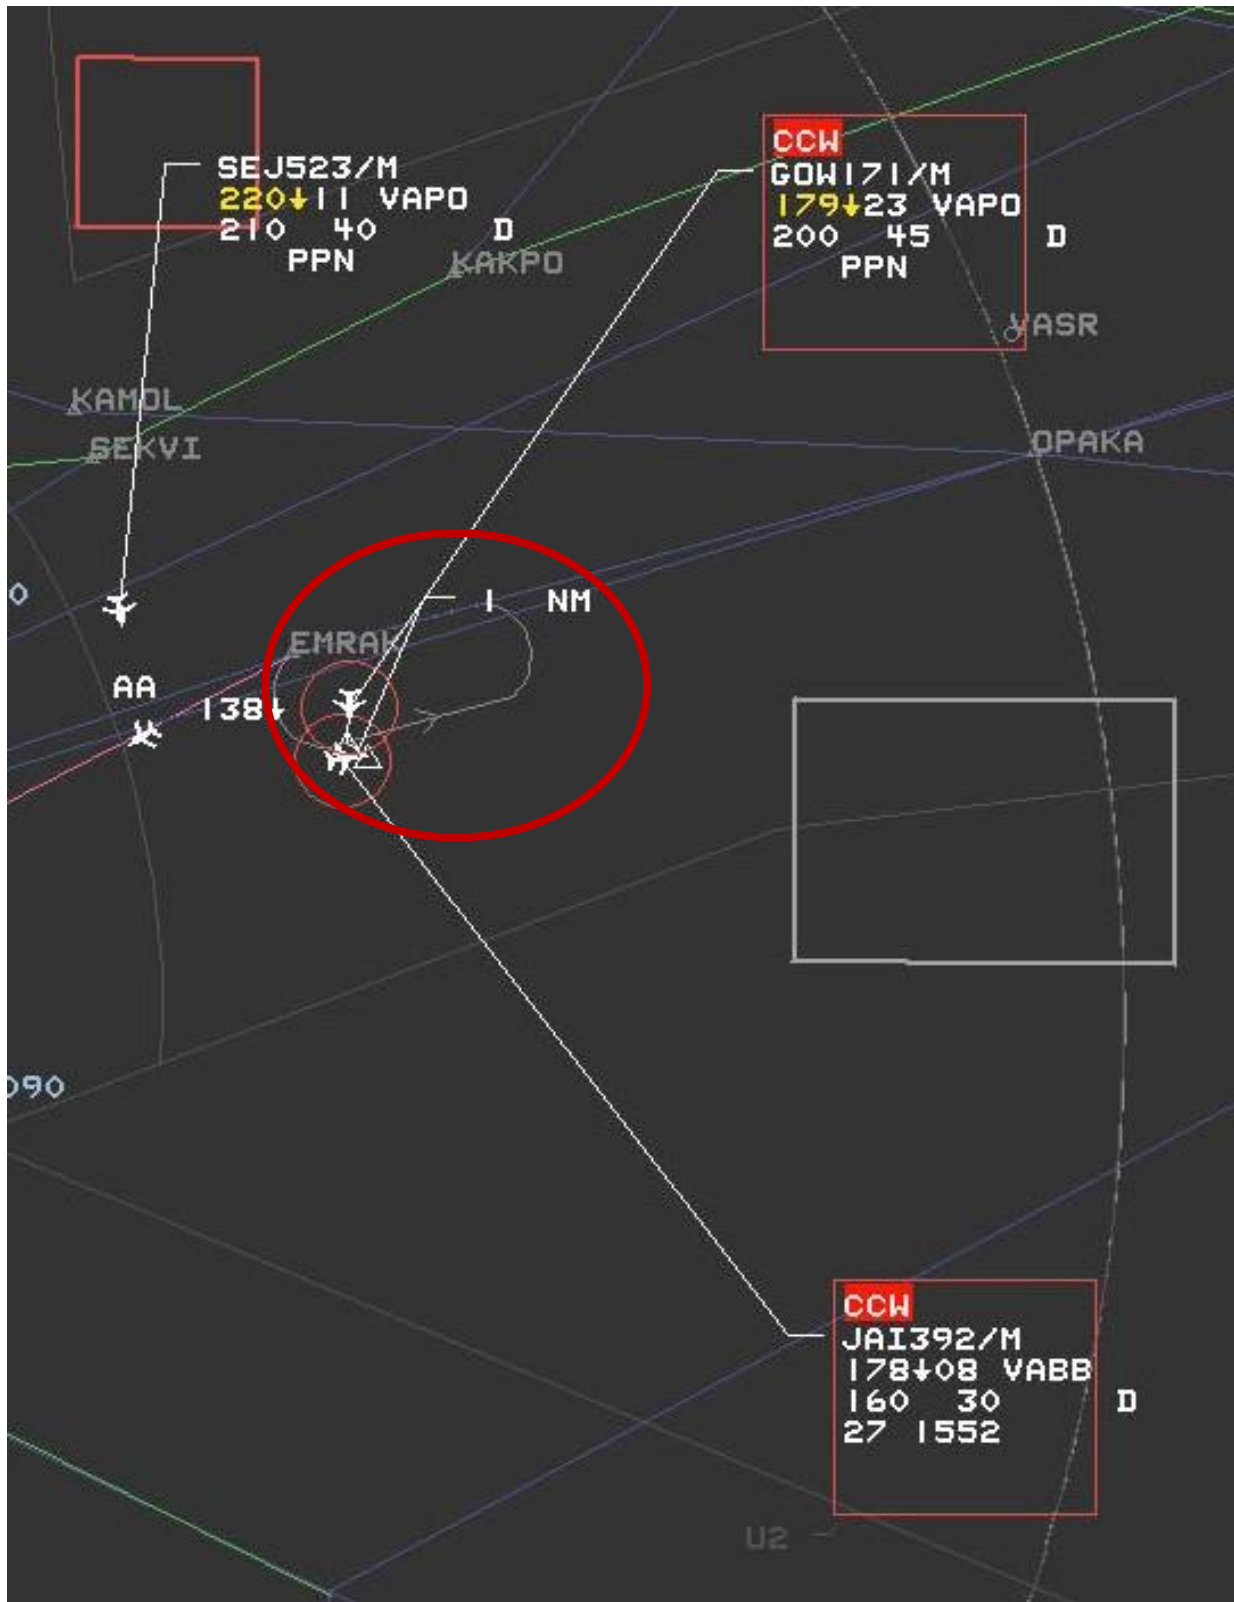 CCW
SEJ523/M
220↓11 VAPO
210 40 D
PPN
GOW171/M
179↓23 VAPO
200 45 D
PPN
KAKPO
VASR
KAMOL
SEKVI
OPAKA
0
1 NM
EMRAK
AA
138↓
090
CCW
JAI392/M
178↓08 VABB
160 30 D
27 1552
U2